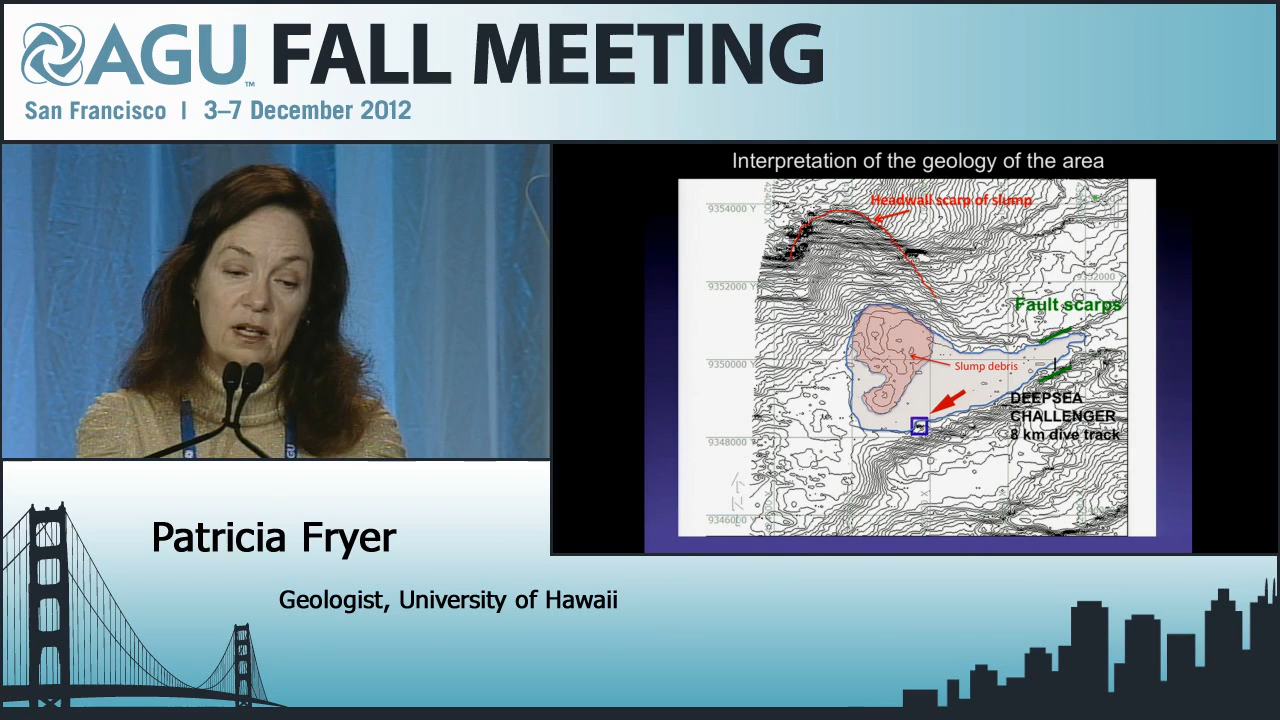 AGU™ FALL MEETING
San Francisco | 3–7 December 2012
Interpretation of the geology of the area
9354000 Y
Headwall scarp of slump
9352000
9352000 Y
Fault scarps
9350000 Y
Slump debris
DEEPSEA
CHALLENGER
8 km dive track
9348000 Y
X
9346000 Y
Patricia Fryer
Geologist, University of Hawaii